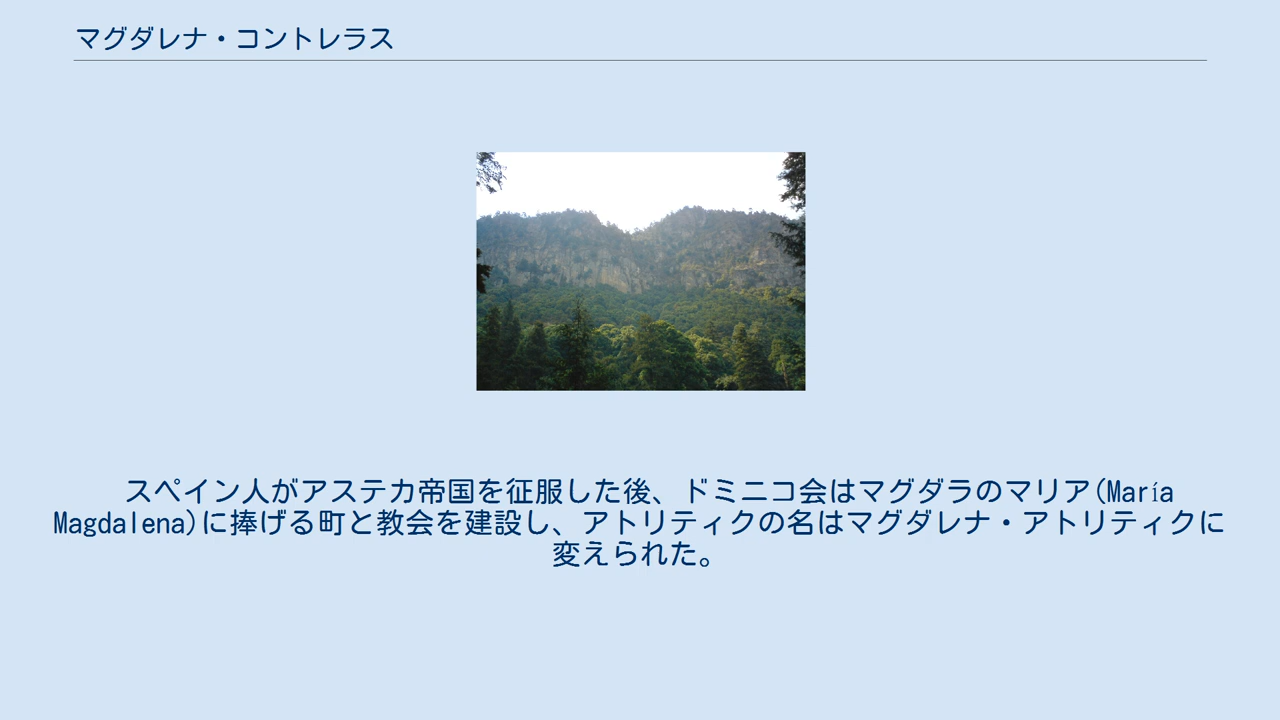 マグダレナ・コントレラス
スペイン人がアステカ帝国を征服した後、ドミニコ会はマグダラのマリア(María
Magdalena)に捧げる町と教会を建設し、アトリティクの名はマグダレナ・アトリティクに
変えられた。